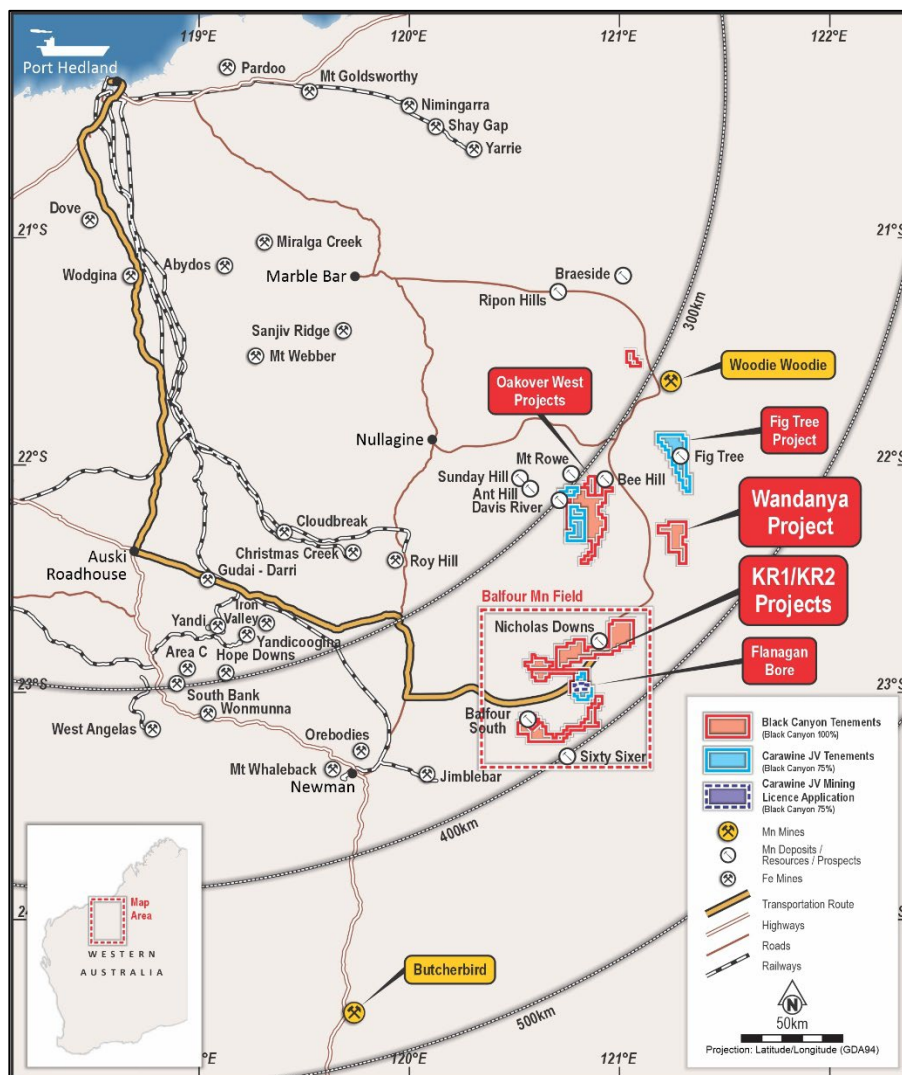 119°E
120°E
121°E
122°E
Port Hedland
Pardoo
Mt Goldsworthy
Nimingarra
Shay Gap
Yarrie
Dove
21°S
21°S
Miralga Creek
Abydos
Wodgina
Marble Bar
Braeside
Ripon Hills
300km
Sanjiv Ridge
Mt Webber
Woodie Woodie
Oakover West
Projects
Fig Tree
Project
Nullagine
22°S
22°S
Mt Rowe
Fig Tree
Sunday Hill
Bee Hill
Ant Hill
Davis River
Wandanya
Project
Cloudbreak
Christmas Creek
Roy Hill
Auski
Roadhouse
Gudai - Darri
KR1/KR2
Projects
Balfour Mn Field
Iron
Valley
Yandi
Yandicoogina
Nicholas Downs
Area C
Hope Downs
Flanagan
Bore
23°S
23°S
South Bank
Wonmunna
West Angelas
Balfour
South
Orebodies
Sixty Sixer
Mt Whaleback
Newman
Jimblebar
400km
Black Canyon Tenements
(Black Canyon 100%)
Carawine JV Tenements
(Black Canyon 75%)
Carawine JV Mining
Licence Application
(Black Canyon 75%)
Mn Mines
Mn Deposits /
Resources / Prospects
Fe Mines
Transportation Route
Highways
Roads
Railways
N
50km
Projection: Latitude/Longitude (GDA94)
Map
Area
WESTERN
AUSTRALIA
24
Butcherbird
500km
119°E
120°E
121°E